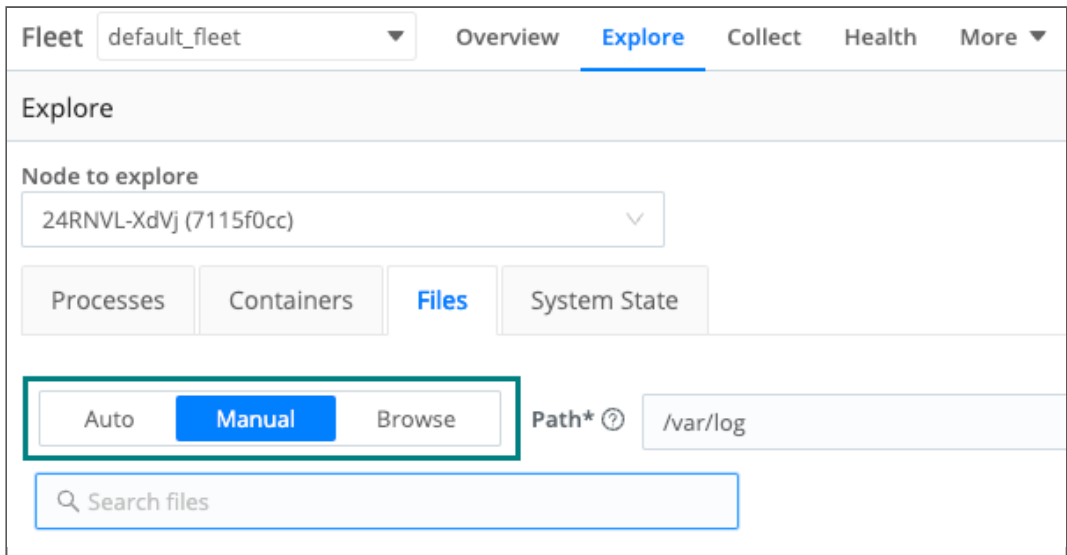 Fleet default_fleet Overview Explore Collect Health More
Explore
Node to explore
24RNVL-XdVj (7115f0cc)
Processes Containers Files System State
Auto Manual Browse Path* /var/log
Search files